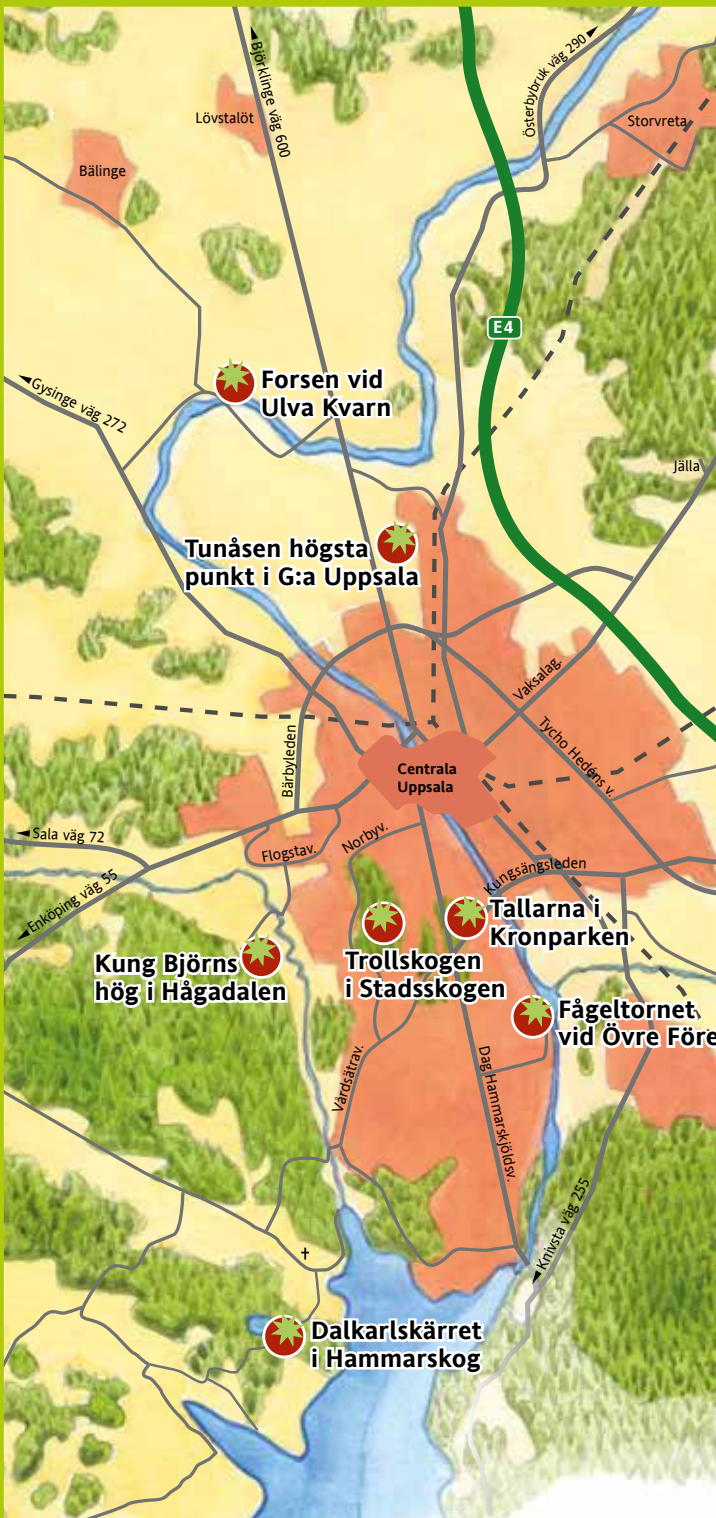 Björklinge väg 600
Österbybruk väg 290
Lövstalöt
Storvreta
Bälinge
E4
Forsen vid
Ulva Kvarn
Gysinge väg 272
Jälla
Tunåsen högsta
punkt i G:a Uppsala
Vaksalag.
Tycho Hedéns v.
Bärbyleden
Centrala
Uppsala
Sala väg 72
Norbyv.
Flogstav.
Kungsängsleden
Enköping väg 55
Tallarna i
Kronparken
Kung Björns
hög i Hågadalen
Trollskogen
i Stadsskogen
Fågeltornet
vid Övre Före
Vårdsätrav.
Dag Hammarskjöldsv.
Knivsta väg 255
Dalkarlskärret
i Hammarskog